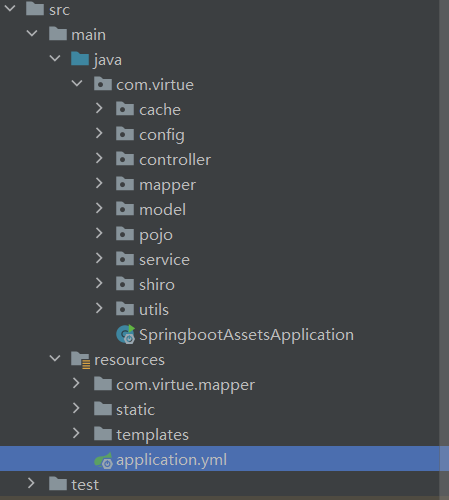 src
main
java
com.virtue
cache
config
controller
mapper
model
pojo
service
shiro
utils
SpringbootAssetsApplication
resources
com.virtue.mapper
static
templates
application.yml
test